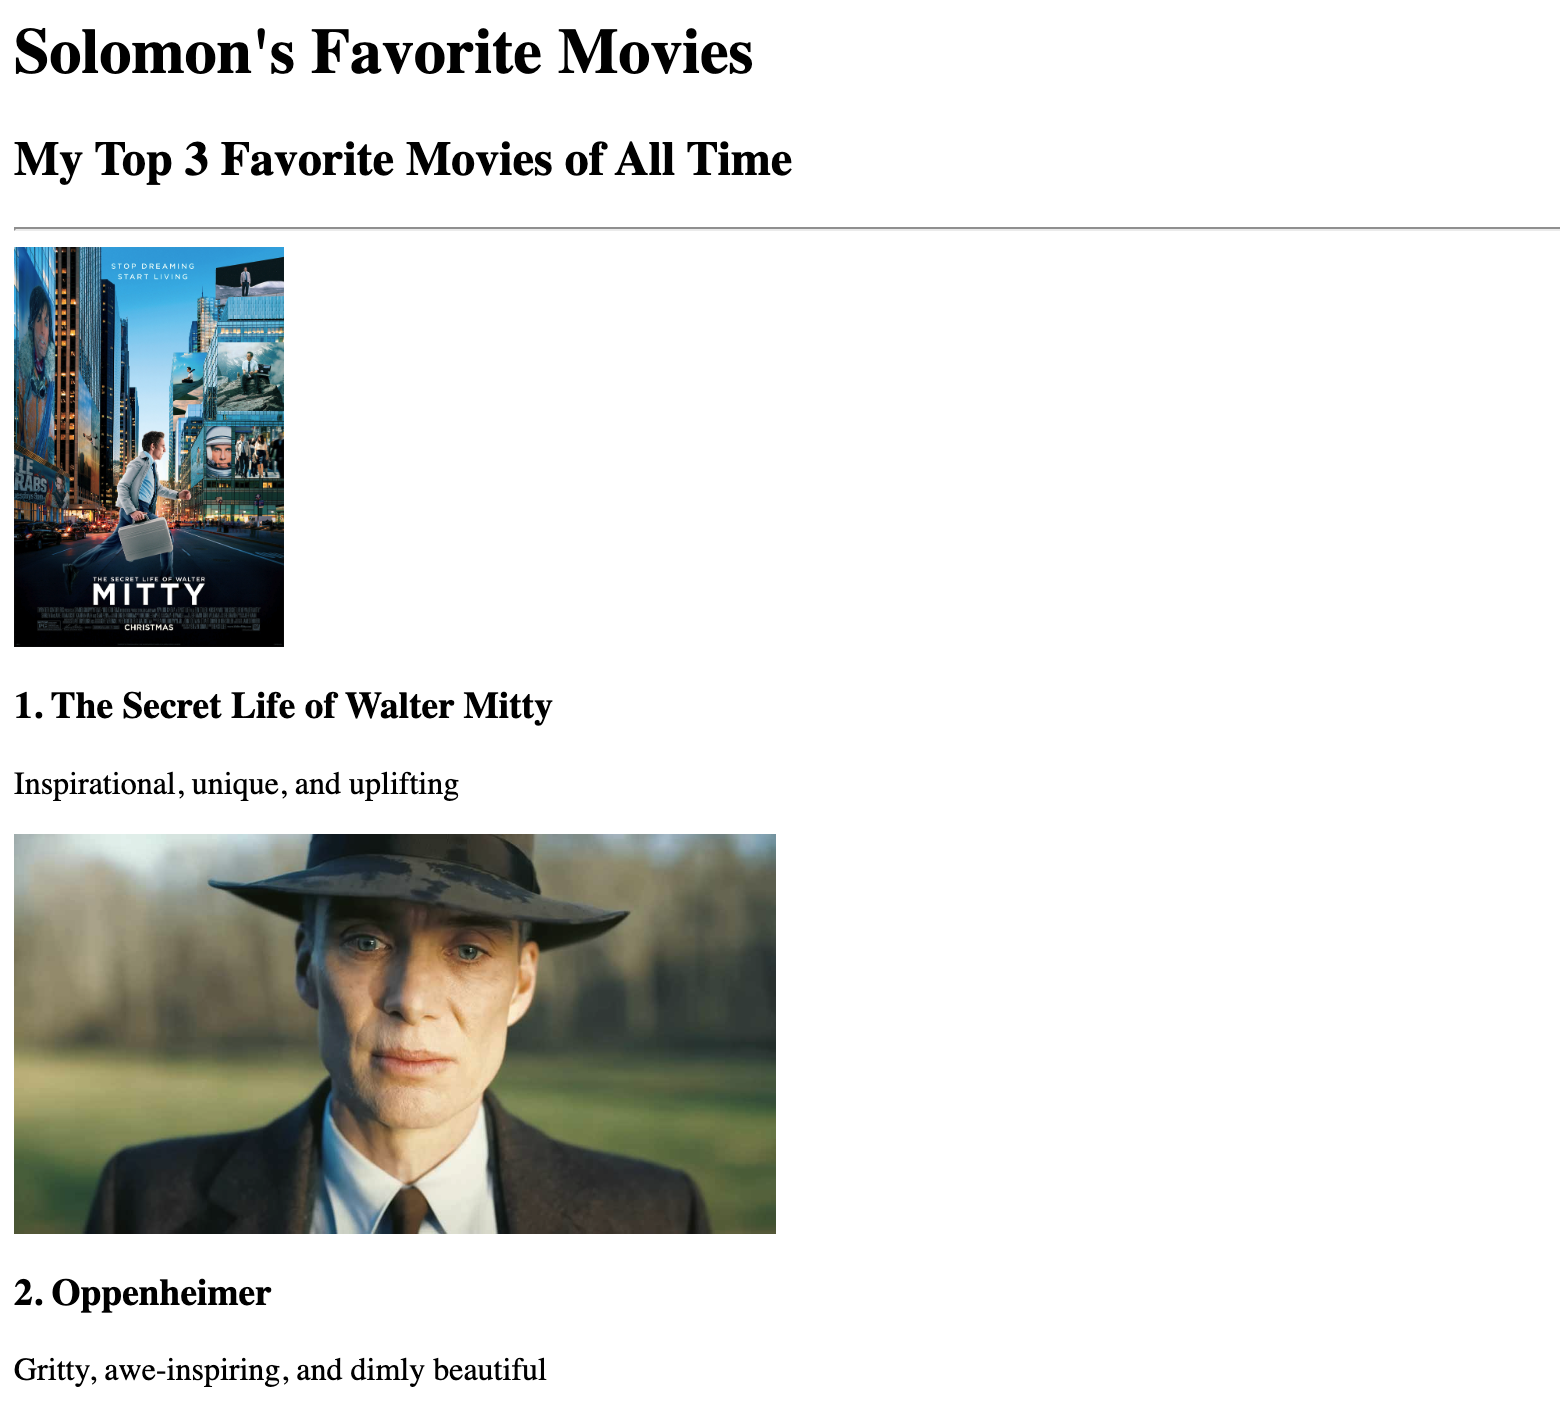 Solomon's Favorite Movies
My Top 3 Favorite Movies of All Time
STOP DREAMING
START LIVING
TLE
RABS
THE SECRET LIFE OF WALTER
MITTY
CHRISTMAS
1. The Secret Life of Walter Mitty
Inspirational, unique, and uplifting
2. Oppenheimer
Gritty, awe-inspiring, and dimly beautiful